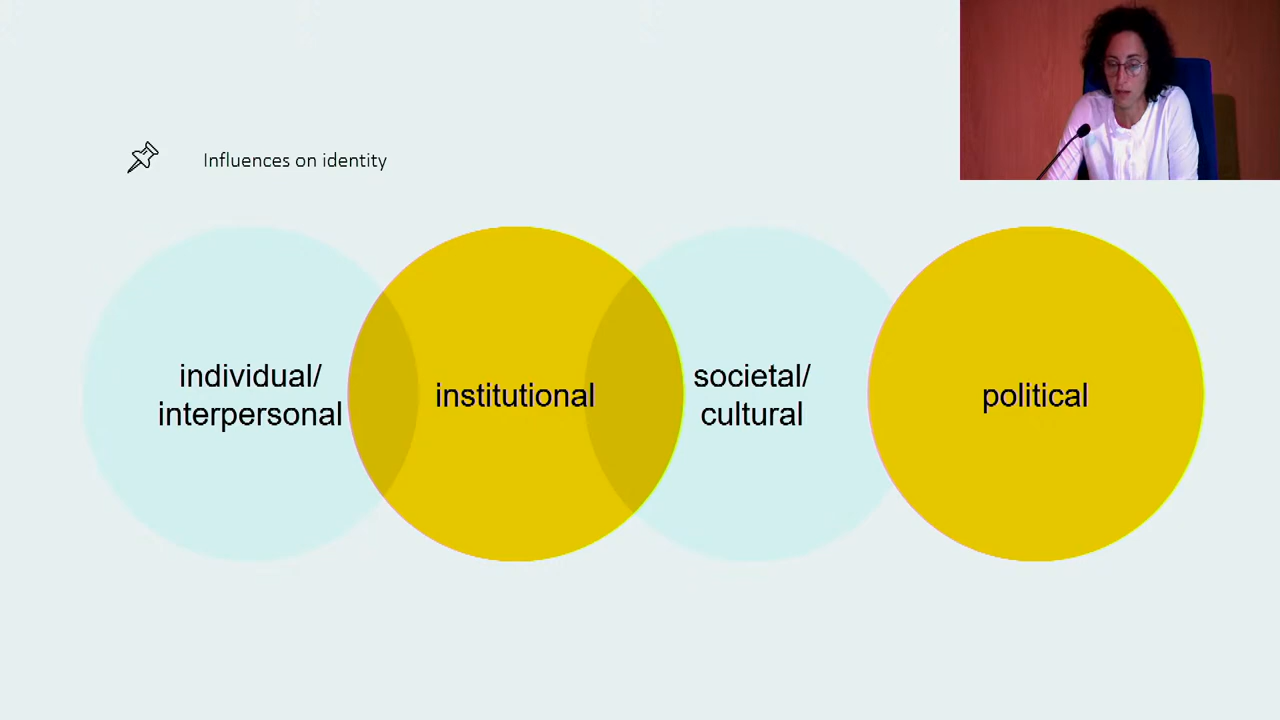 Influences on identity
individual/
interpersonal
institutional
societal/
cultural
political